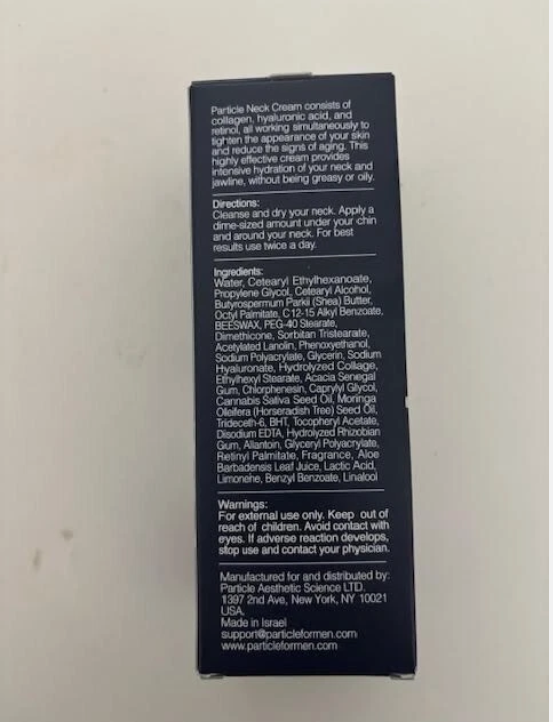 Particle Neck Cream consists of
collagen, hyaluronic acid, and
retinol, all working simultaneously to
tighten the appearance of your skin
and reduce the signs of aging. This
highly effective cream provides
intensive hydration of your neck and
jawline, without being greasy or oily.
Directions:
Cleanse and dry your neck. Apply a
dime-sized amount under your chin
and around your neck. For best
results use twice a day.
Ingredients:
Water, Cetearyl Ethylhexanoate,
Propylene Glycol, Cetearyl Alcohol,
Butyrospermum Parkii (Shea) Butter,
Octyl Palmitate, C12-15 Alkyl Benzoate,
BEESWAX, PEG-40 Stearate,
Dimethicone, Sorbitan Tristearate,
Acetylated Lanolin, Phenoxyethanol,
Sodium Polyacrylate, Glycerin, Sodium
Hyaluronate, Hydrolyzed Collage,
Ethylhexyl Stearate, Acacia Senegal
Gum, Chlorphenesin, Caprylyl Glycol,
Cannabis Sativa Seed Oil, Moringa
Oleifera (Horseradish Tree) Seed Oil,
Trideceth-6, BHT, Tocopheryl Acetate,
Disodium EDTA, Hydrolyzed Rhizobian
Gum, Allantoin, Glyceryl Polyacrylate,
Retinyl Palmitate, Fragrance, Aloe
Barbadensis Leaf Juice, Lactic Acid,
Limonehe, Benzyl Benzoate, Linalool
Warnings:
For external use only. Keep out of
reach of children. Avoid contact with
eyes. If adverse reaction develops,
stop use and contact your physician.
Manufactured for and distributed by:
Particle Aesthetic Science LTD.
1397 2nd Ave, New York, NY 10021
USA.
Made in Israel
support@particleformen.com
www.particleformen.com